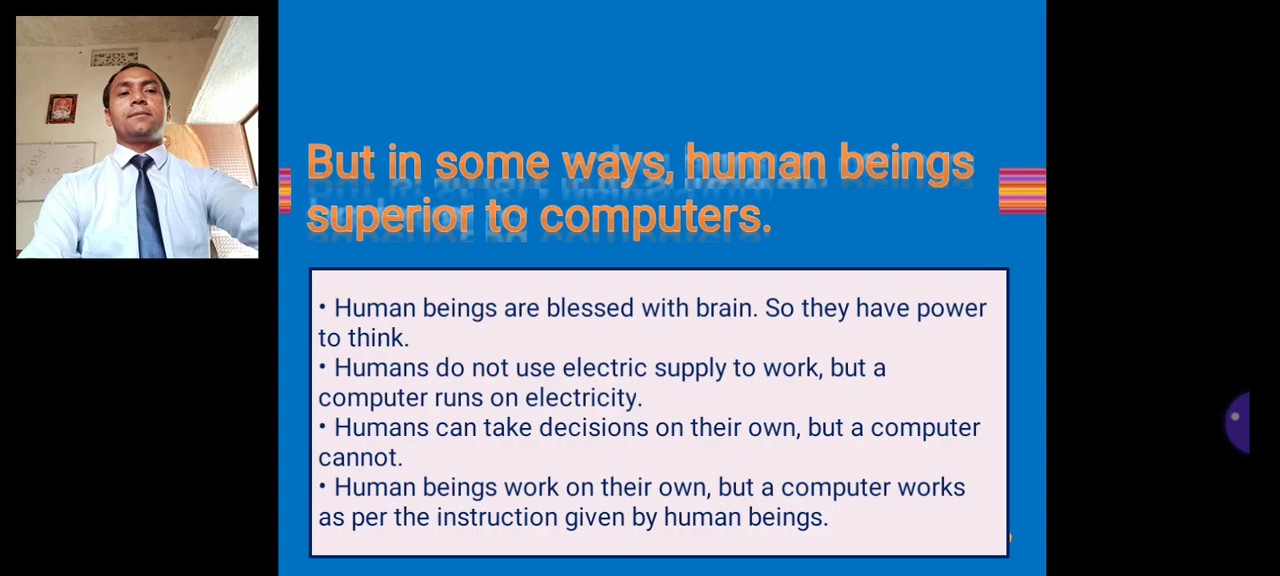 But in some ways, human beings
superior to computers.
• Human beings are blessed with brain. So they have power
to think.
• Humans do not use electric supply to work, but a
computer runs on electricity.
• Humans can take decisions on their own, but a computer
cannot.
• Human beings work on their own, but a computer works
as per the instruction given by human beings.